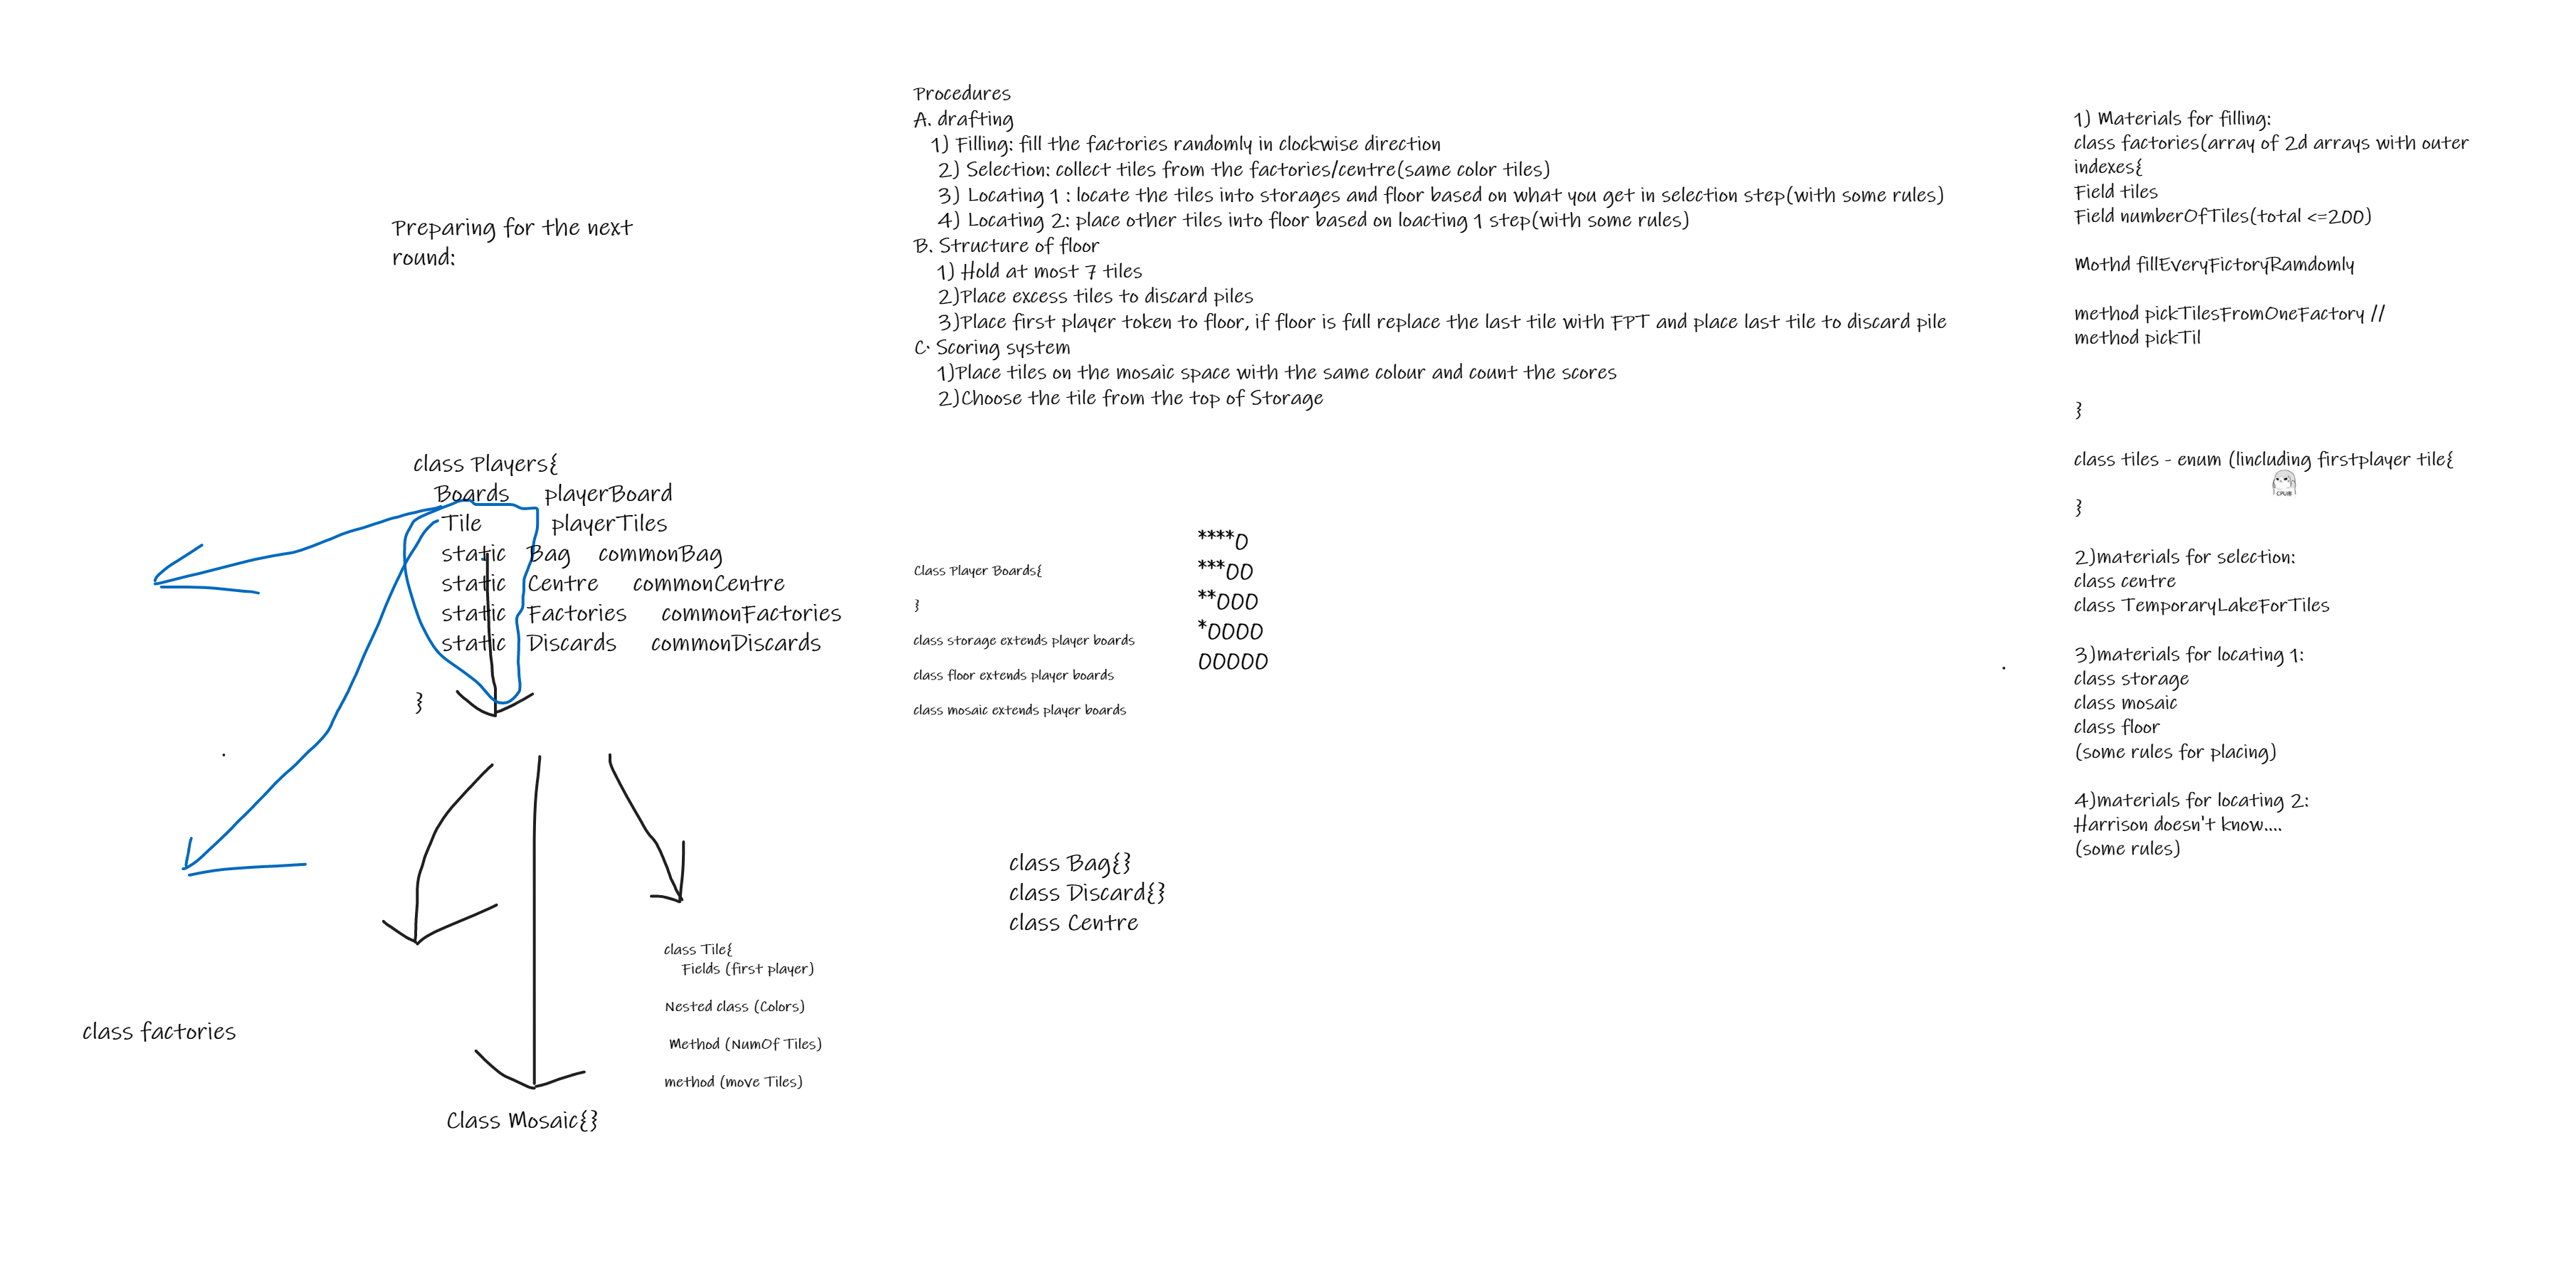 Preparing for the next
round:
class Players{
Boards playerBoard
Tile playerTiles
static Bag commonBag
static Centre commonCentre
static Factories commonFactories
static Discards commonDiscards
}
class factories
Class Mosaic{}
class Tile{
Fields (first player)
Nested class (Colors)
Method (NumOf Tiles)
method (move Tiles)
Procedures
A. drafting
1) Filling: fill the factories randomly in clockwise direction
2) Selection: collect tiles from the factories/centre(same color tiles)
3) Locating 1 : locate the tiles into storages and floor based on what you get in selection step(with some rules)
4) Locating 2: place other tiles into floor based on loacting 1 step(with some rules)
B. Structure of floor
1) Hold at most 7 tiles
2)Place excess tiles to discard piles
3)Place first player token to floor, if floor is full replace the last tile with FPT and place last tile to discard pile
C. Scoring system
1)Place tiles on the mosaic space with the same colour and count the scores
2)Choose the tile from the top of Storage
Class Player Boards{
}
class storage extends player boards
class floor extends player boards
class mosaic extends player boards
****O
***OO
**OOO
*OOOO
OOOOO
class Bag{}
class Discard{}
class Centre
1) Materials for filling:
class factories(array of 2d arrays with outer
indexes{
Field tiles
Field numberOfTiles(total <=200)
Mothd fillEveryFictoryRamdomly
method pickTilesFromOneFactory //
method pickTil
}
class tiles - enum (lincluding firstplayer tile{
}
2)materials for selection:
class centre
class TemporaryLakeForTiles
3)materials for locating 1:
class storage
class mosaic
class floor
(some rules for placing)
4)materials for locating 2:
Harrison doesn't know....
(some rules)